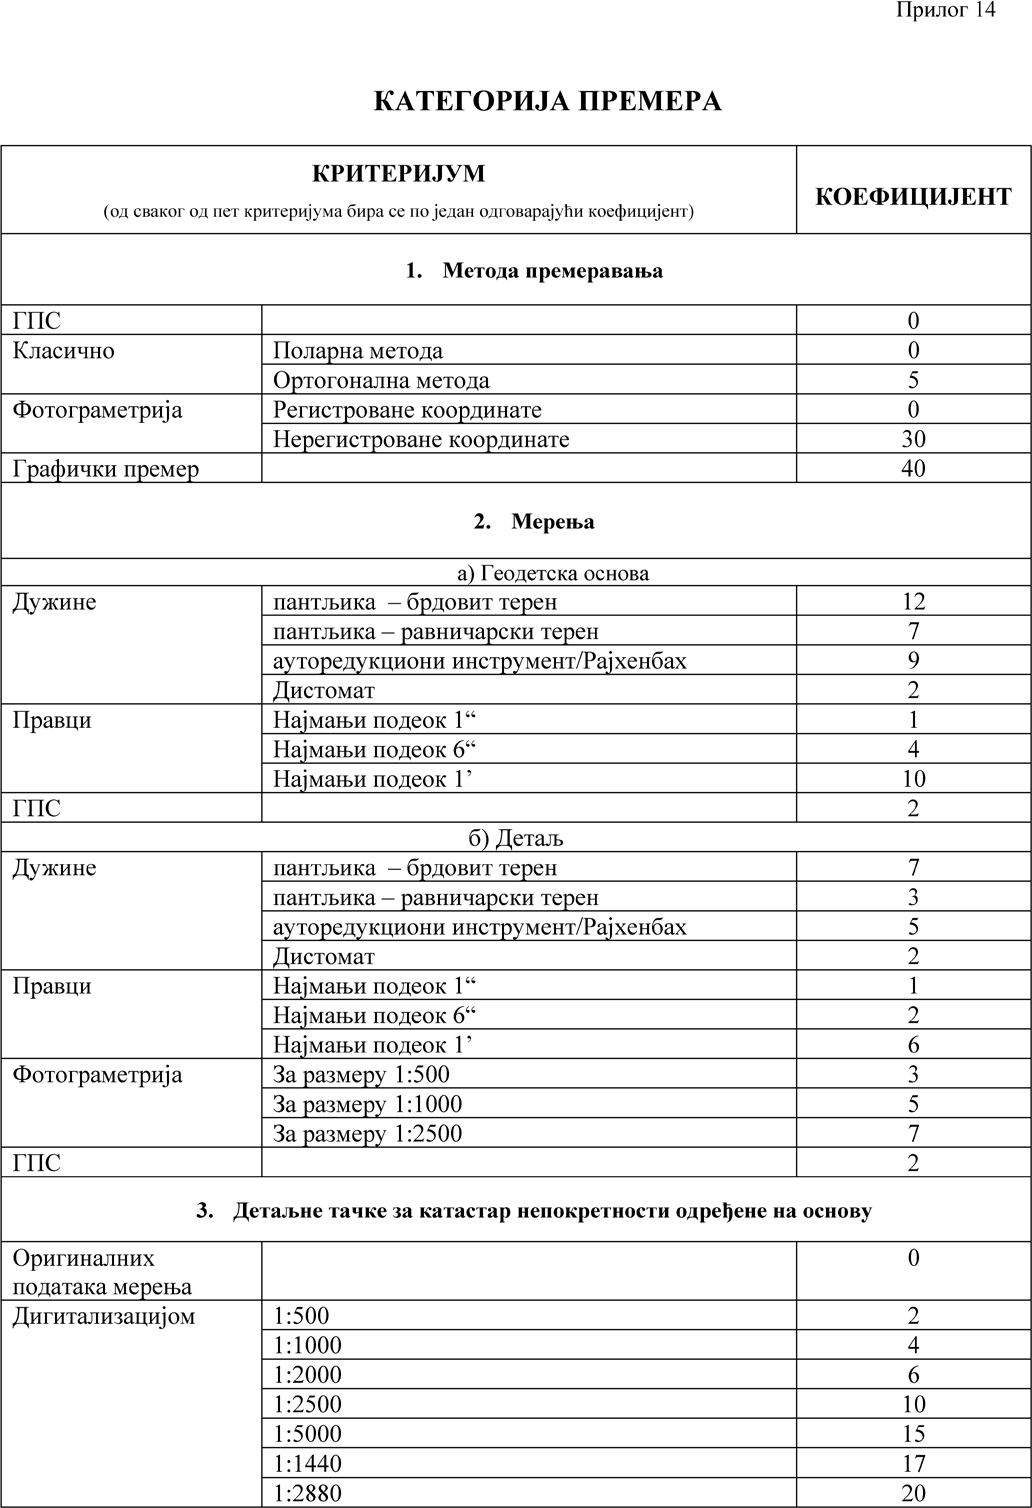 Прилог 14
КАТЕГОРИЈА ПРЕМЕРА
КРИТЕРИЈУМ
(од сваког од пет критеријума бира се по један одговарајући коефицијент)
КОЕФИЦИЈЕНТ
1. Метода премеравања
ГПС 0
Класично Поларна метода 0
Ортогонална метода 5
Фотограметрија Регистроване координате 0
Нерегистроване координате 30
Графички премер 40
2. Мерења
а) Геодетска основа
Дужине пантљика – брдовит терен 12
пантљика – равничарски терен 7
ауторедукциони инструмент/Рајхенбах 9
Дистомат 2
Правци Најмањи подеок 1“ 1
Најмањи подеок 6“ 4
Најмањи подеок 1’ 10
ГПС 2
б) Детаљ
Дужине пантљика – брдовит терен 7
пантљика – равничарски терен 3
ауторедукциони инструмент/Рајхенбах 5
Дистомат 2
Правци Најмањи подеок 1“ 1
Најмањи подеок 6“ 2
Најмањи подеок 1’ 6
Фотограметрија За размеру 1:500 3
За размеру 1:1000 5
За размеру 1:2500 7
ГПС 2
3. Детаљне тачке за катастар непокретности одређене на основу
Оригиналних 0
података мерења
Дигитализацијом 1:500 2
1:1000 4
1:2000 6
1:2500 10
1:5000 15
1:1440 17
1:2880 20